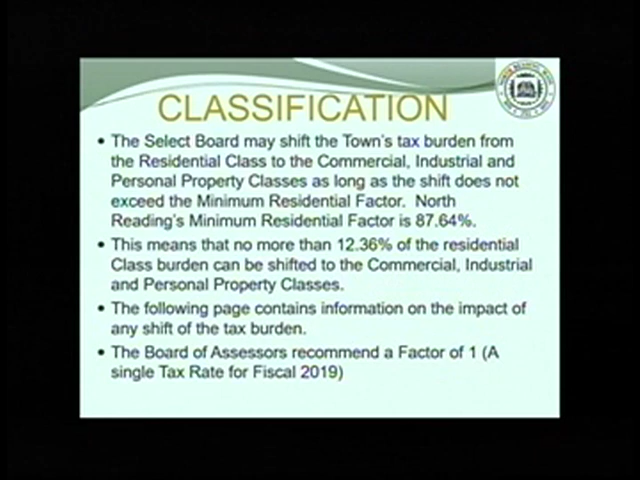 CLASSIFICATION
• The Select Board may shift the Town's tax burden from
the Residential Class to the Commercial, Industrial and
Personal Property Classes as long as the shift does not
exceed the Minimum Residential Factor. North
Reading's Minimum Residential Factor is 87.64%.
• This means that no more than 12.36% of the residential
Class burden can be shifted to the Commercial, Industrial
and Personal Property Classes.
• The following page contains information on the impact of
any shift of the tax burden.
• The Board of Assessors recommend a Factor of 1 (A
single Tax Rate for Fiscal 2019)